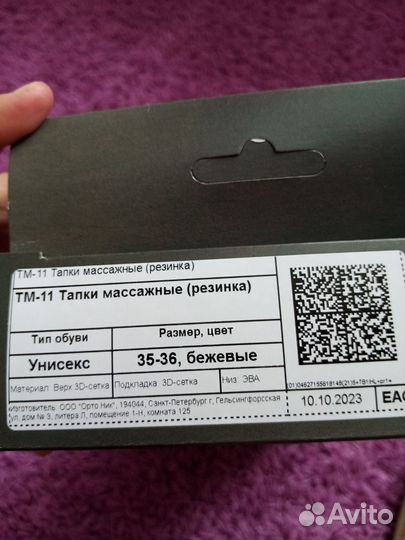 ТМ-11 Тапки массажные (резинка)
ТМ-11 Тапки массажные (резинка)
Тип обуви
Размер, цвет
Унисекс
35-36, бежевые
Материал: Верх 3D-сетка
Подкладка 3D-сетка
Низ ЭВА
Изготовитель ООО "Орто.Ник", 194044, Санкт-Петербург г, Гельсингфорсская
ул, дом № 3, литера Л, помещение 1-Н, комната 125
10.10.2023
EAC
Avito